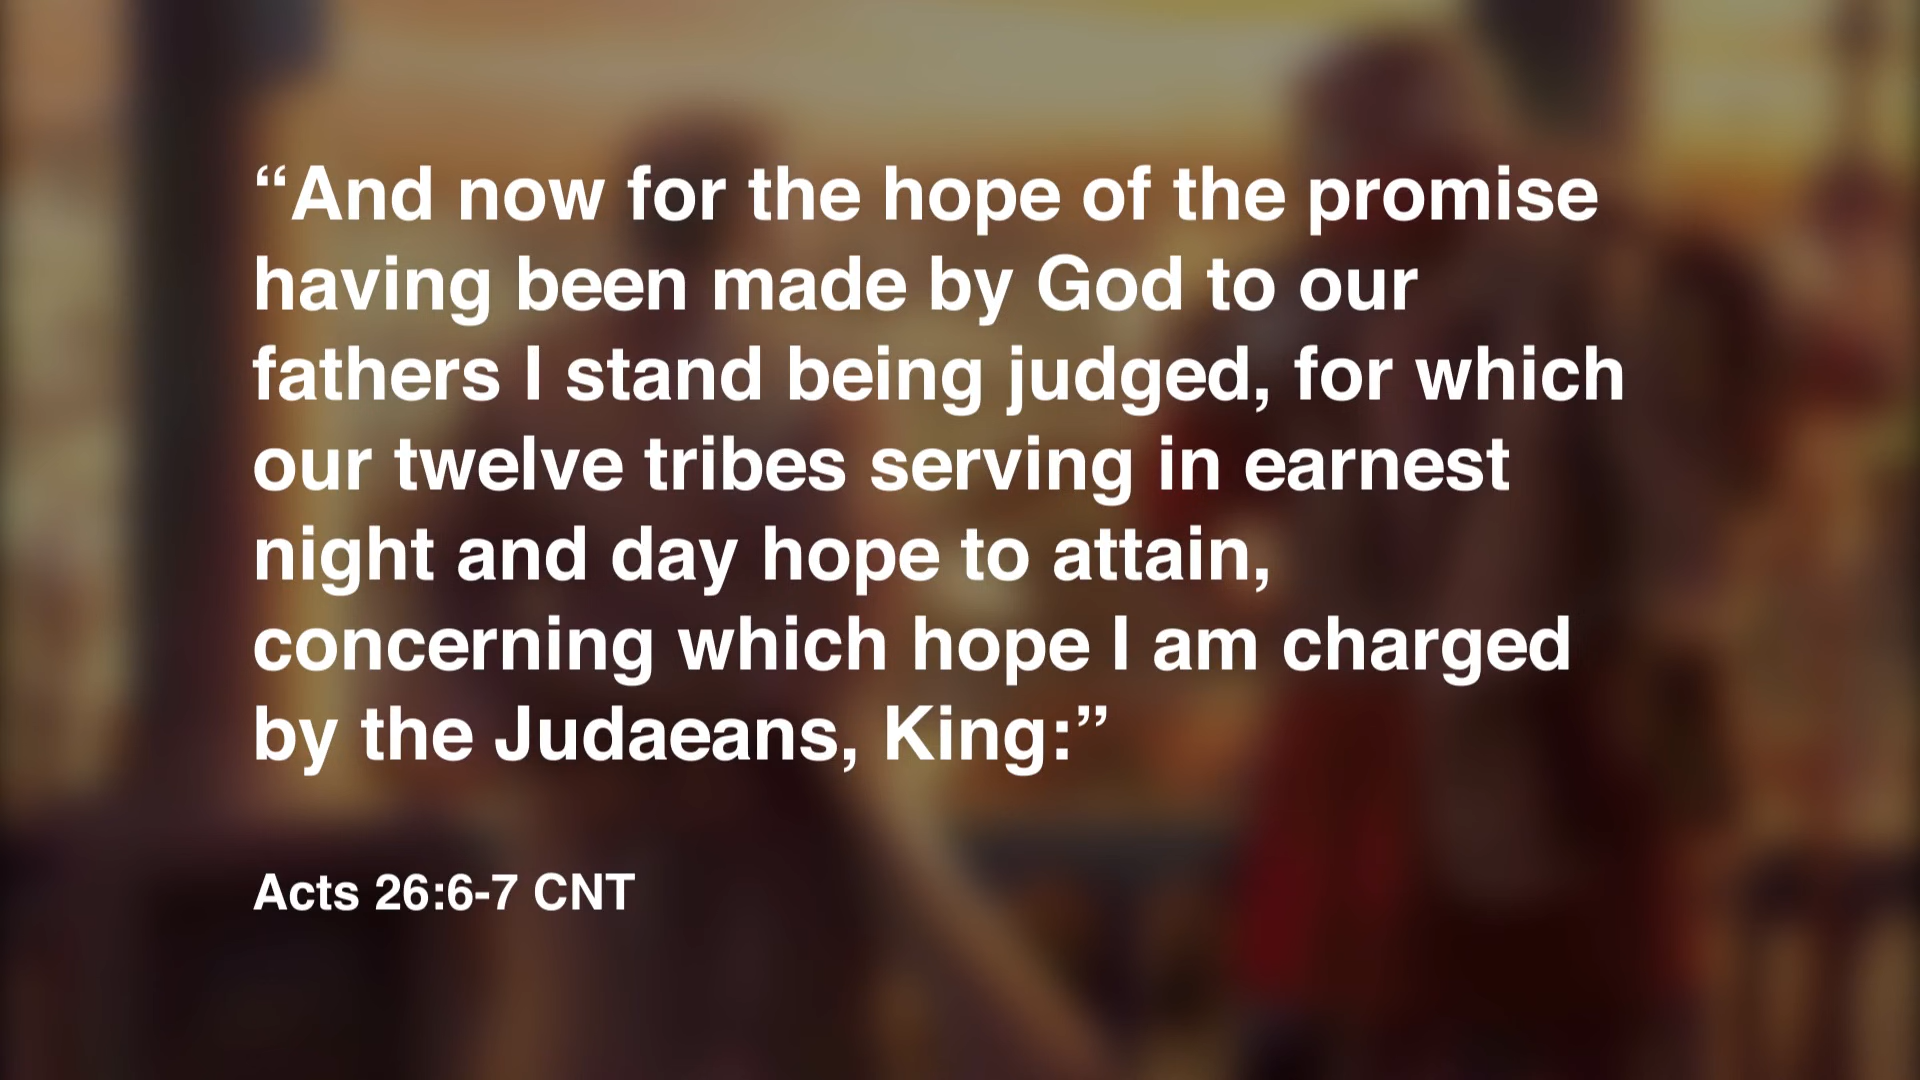 “And now for the hope of the promise
having been made by God to our
fathers I stand being judged, for which
our twelve tribes serving in earnest
night and day hope to attain,
concerning which hope I am charged
by the Judaeans, King:”
Acts 26:6-7 CNT